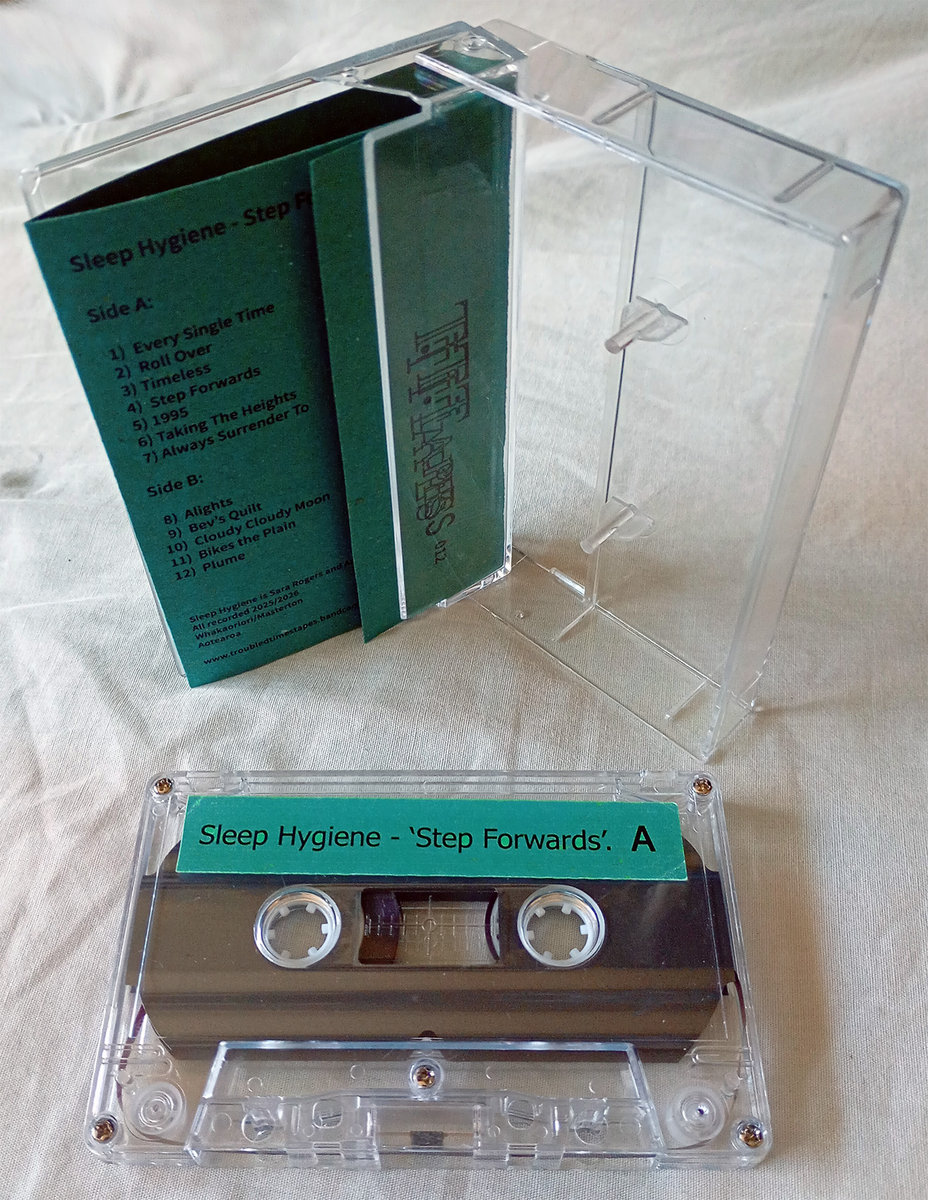 Sleep Hygiene - Step F
Side A:
1) Every Single Time
2) Roll Over
3) Timeless
4) Step Forwards
5) 1995
6) Taking The Heights
7) Always Surrender To
Side B:
8) Alights
9) Bev's Quilt
10) Cloudy Cloudy Moon
11) Bikes the Plain
12) Plume
Sleep Hygiene is Sara Rogers and A
All recorded 2025/2026
Whakaoriori/Masterton
Aotearoa
www.troubledtimestapes.bandca
Sleep Hygiene - ‘Step Forwards’. A